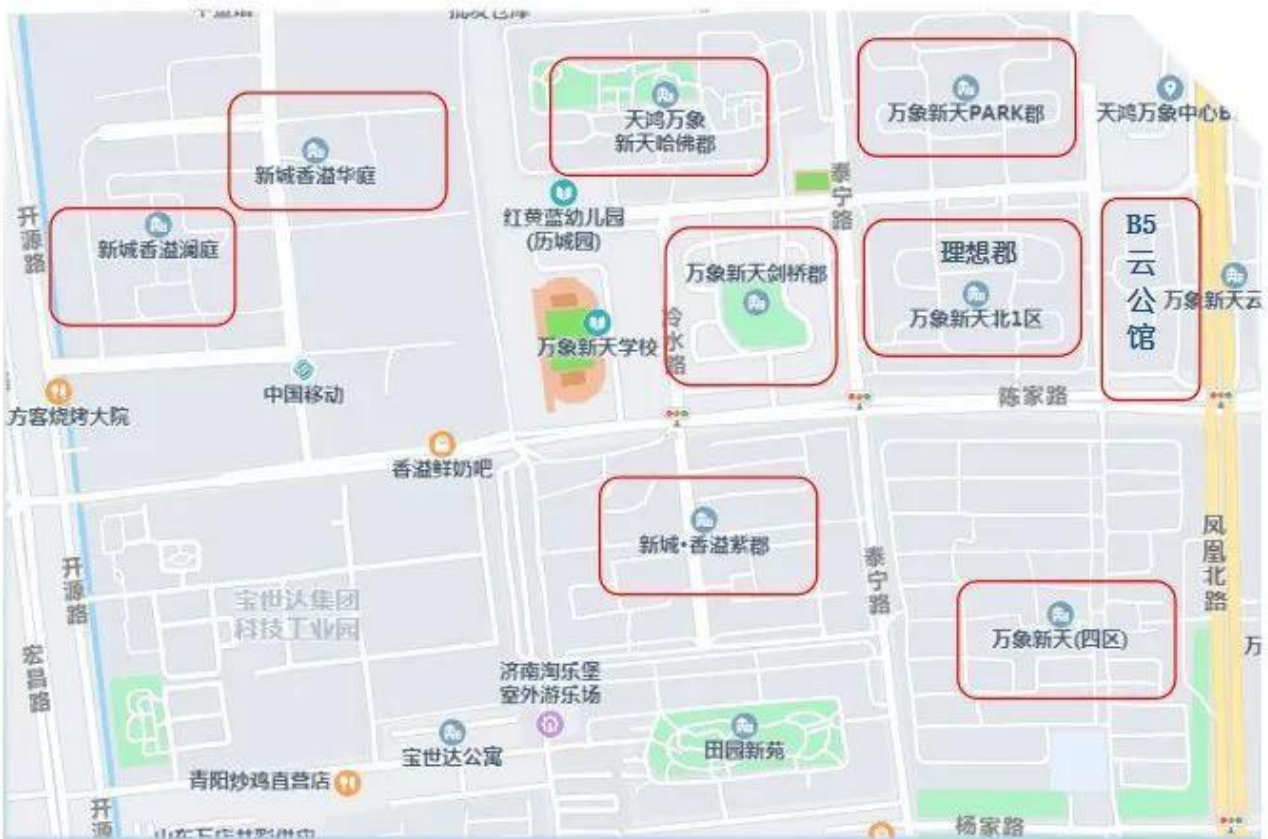 批发仓库
天鸿万象
新天哈佛郡
万象新天PARK郡
天鸿万象中心B
新城香溢华庭
泰宁路
红黄蓝幼儿园
(历城园)
开源路
新城香溢澜庭
万象新天剑桥郡
理想郡
万象新天北1区
B5
云公馆
万象新天云
万象新天学校
冷水路
中国移动
陈家路
方客烧烤大院
香溢鲜奶吧
新城·香溢紫郡
凤凰北路
开源路
泰宁路
宝世达集团
科技工业园
万象新天(四区)
万
宏昌路
济南淘乐堡
室外游乐场
宝世达公寓
田园新苑
青阳炒鸡直营店
开源
杨家路